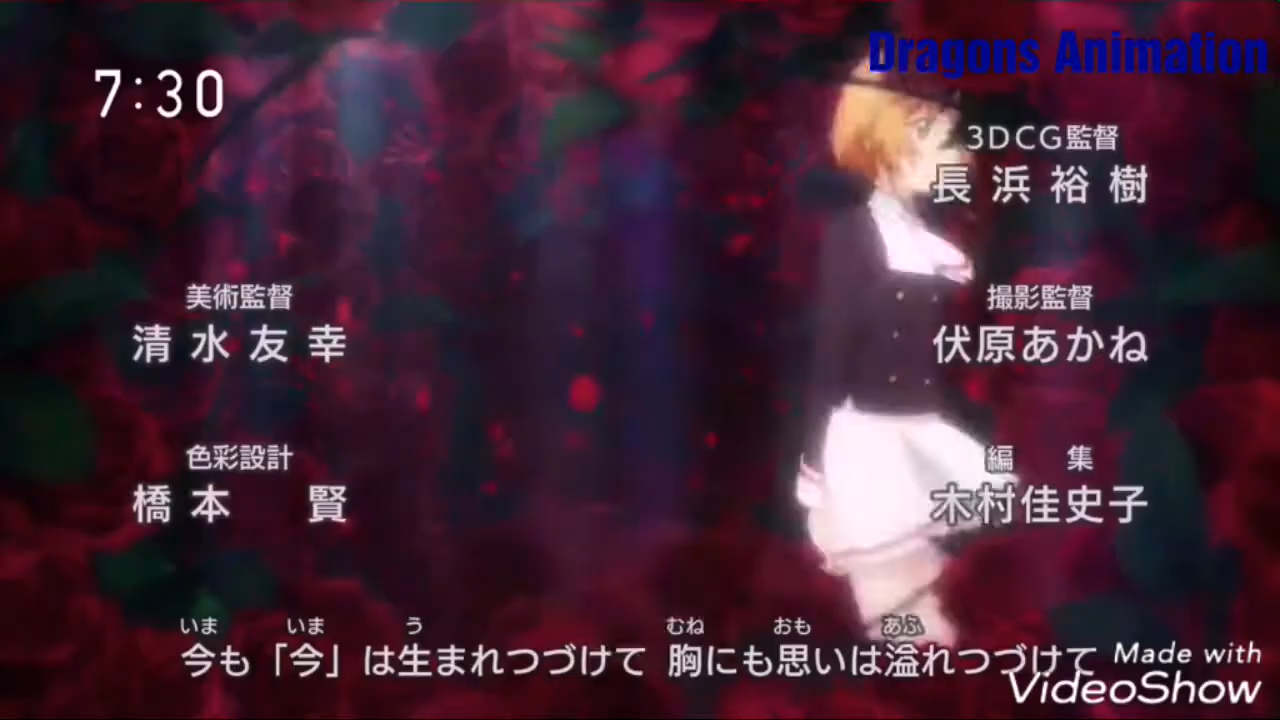 Dragons Animation
7:30
3DCG監督
長浜裕樹
美術監督
清水友幸
撮影監督
伏原あかね
色彩設計
橋本 賢
編 集
木村佳史子
いま いま う むね おも あふ
今も「今」は生まれつづけて 胸にも思いは溢れつづけて
Made with
VideoShow